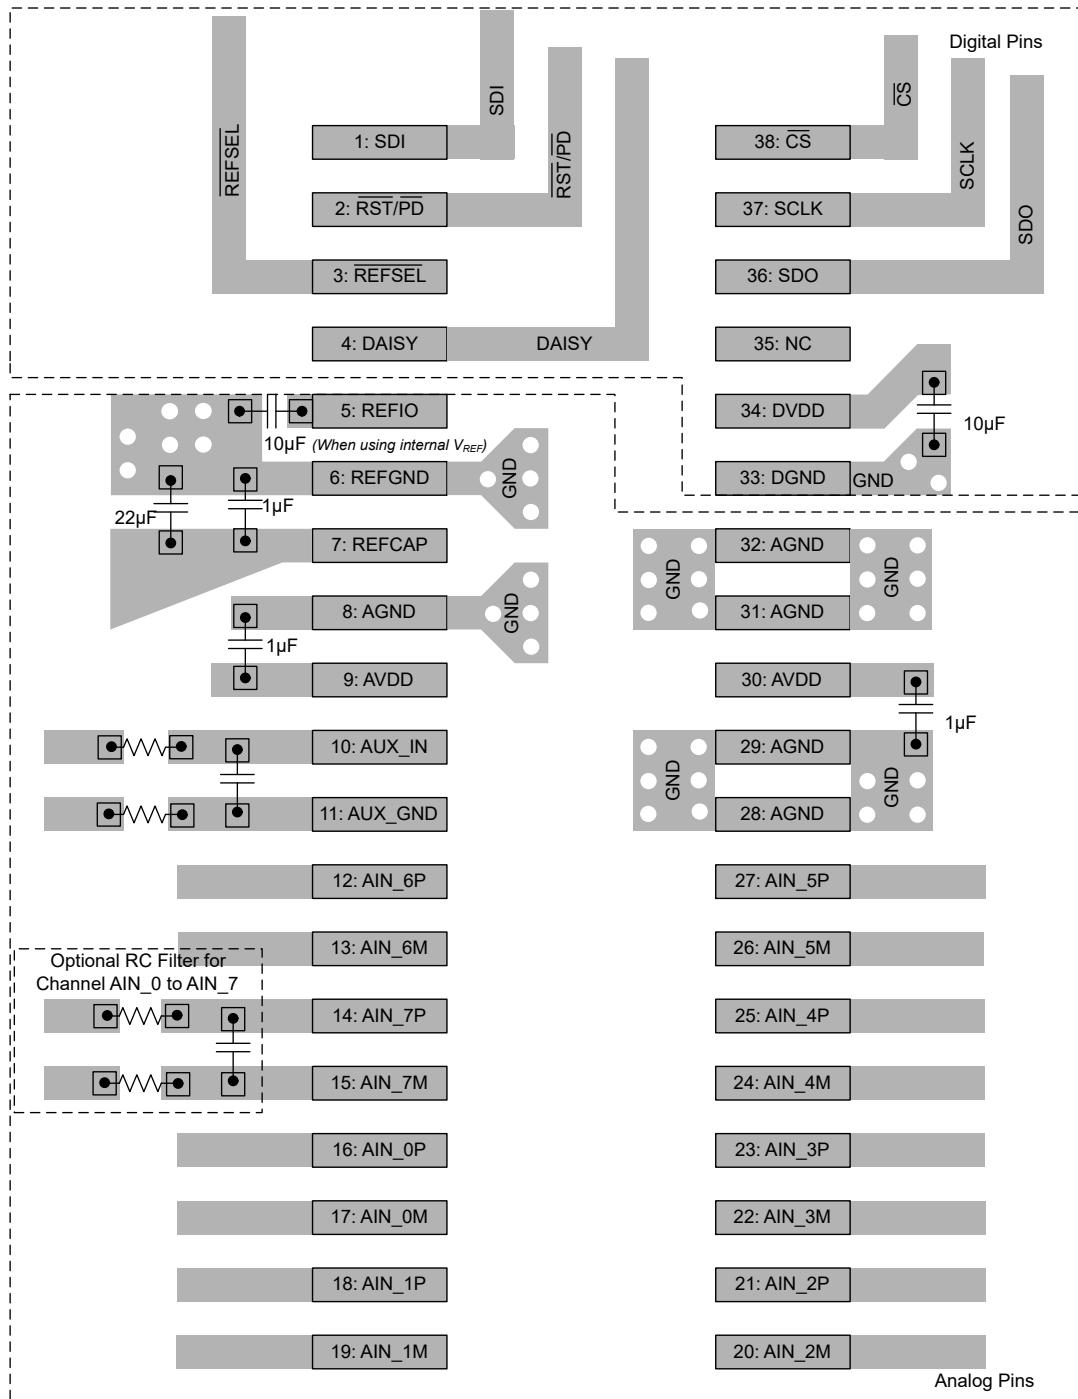 Digital Pins
SDI
CS
REFSEL
RST/PD
SCLK
SDO
1: SDI
38: CS
2: RST/PD
37: SCLK
3: REFSEL
36: SDO
4: DAISY
DAISY
35: NC
5: REFIO
34: DVDD
10µF
10µF (When using internal VREF)
6: REFGND
GND
33: DGND
GND
22µF
1µF
7: REFCAP
32: AGND
GND
GND
8: AGND
GND
31: AGND
1µF
9: AVDD
30: AVDD
1µF
10: AUX_IN
29: AGND
GND
GND
11: AUX_GND
28: AGND
12: AIN_6P
27: AIN_5P
13: AIN_6M
26: AIN_5M
Optional RC Filter for
Channel AIN_0 to AIN_7
14: AIN_7P
25: AIN_4P
15: AIN_7M
24: AIN_4M
16: AIN_0P
23: AIN_3P
17: AIN_0M
22: AIN_3M
18: AIN_1P
21: AIN_2P
19: AIN_1M
20: AIN_2M
Analog Pins